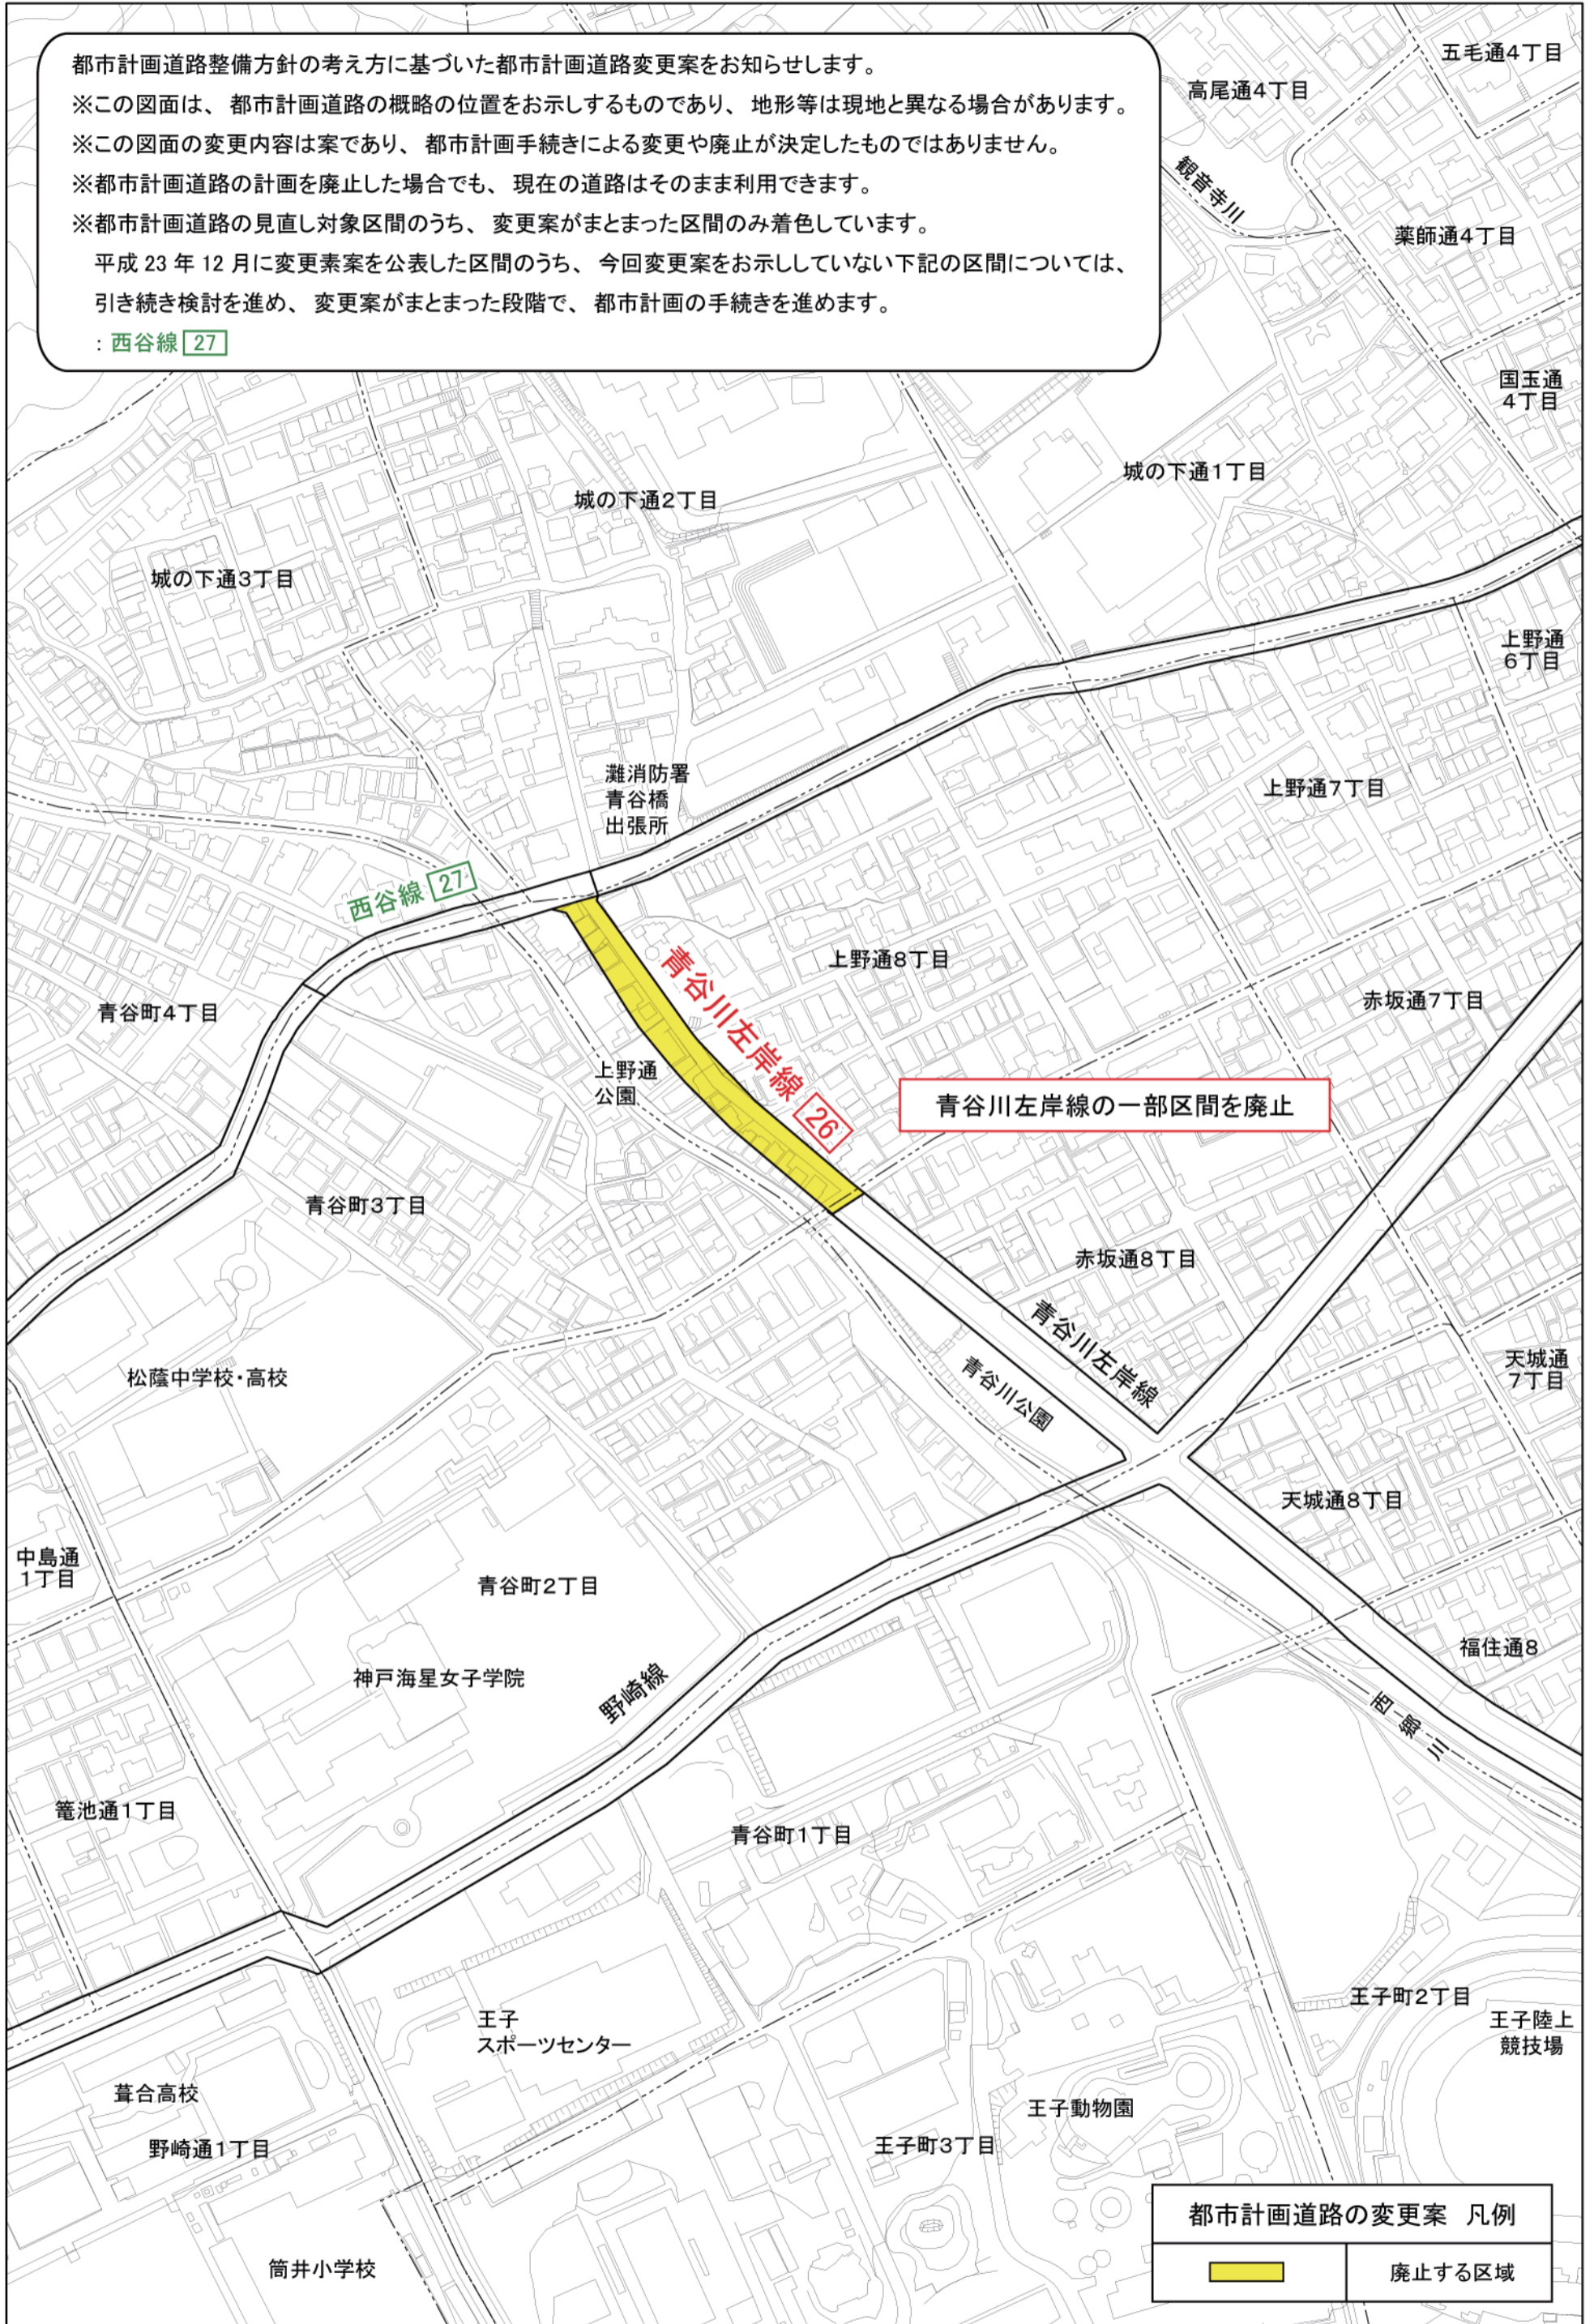 都市計画道路整備方針の考え方に基づいた都市計画道路変更案をお知らせします。
※この図面は、都市計画道路の概略の位置をお示しするものであり、地形等は現地と異なる場合があります。
※この図面の変更内容は案であり、都市計画手続きによる変更や廃止が決定したものではありません。
※都市計画道路の計画を廃止した場合でも、現在の道路はそのまま利用できます。
※都市計画道路の見直し対象区間のうち、変更案がまとまった区間のみ着色しています。
平成 23 年 12 月に変更素案を公表した区間のうち、今回変更案をお示ししていない下記の区間については、
引き続き検討を進め、変更案がまとまった段階で、都市計画の手続きを進めます。
：西谷線 27
五毛通4丁目
高尾通4丁目
観音寺川
薬師通4丁目
国玉通
4丁目
城の下通1丁目
城の下通2丁目
城の下通3丁目
上野通
6丁目
灘消防署
青谷橋
出張所
上野通7丁目
西谷線 27
青谷川左岸線 26
上野通8丁目
赤坂通7丁目
青谷町4丁目
上野通
公園
青谷川左岸線の一部区間を廃止
青谷町3丁目
赤坂通8丁目
青谷川左岸線
青谷川公園
天城通
7丁目
松蔭中学校・高校
天城通8丁目
中島通
1丁目
青谷町2丁目
福住通8
神戸海星女子学院
野崎線
西郷川
篭池通1丁目
青谷町1丁目
王子町2丁目
王子
スポーツセンター
王子陸上
競技場
葺合高校
王子動物園
野崎通1丁目
王子町3丁目
筒井小学校
都市計画道路の変更案 凡例
廃止する区域